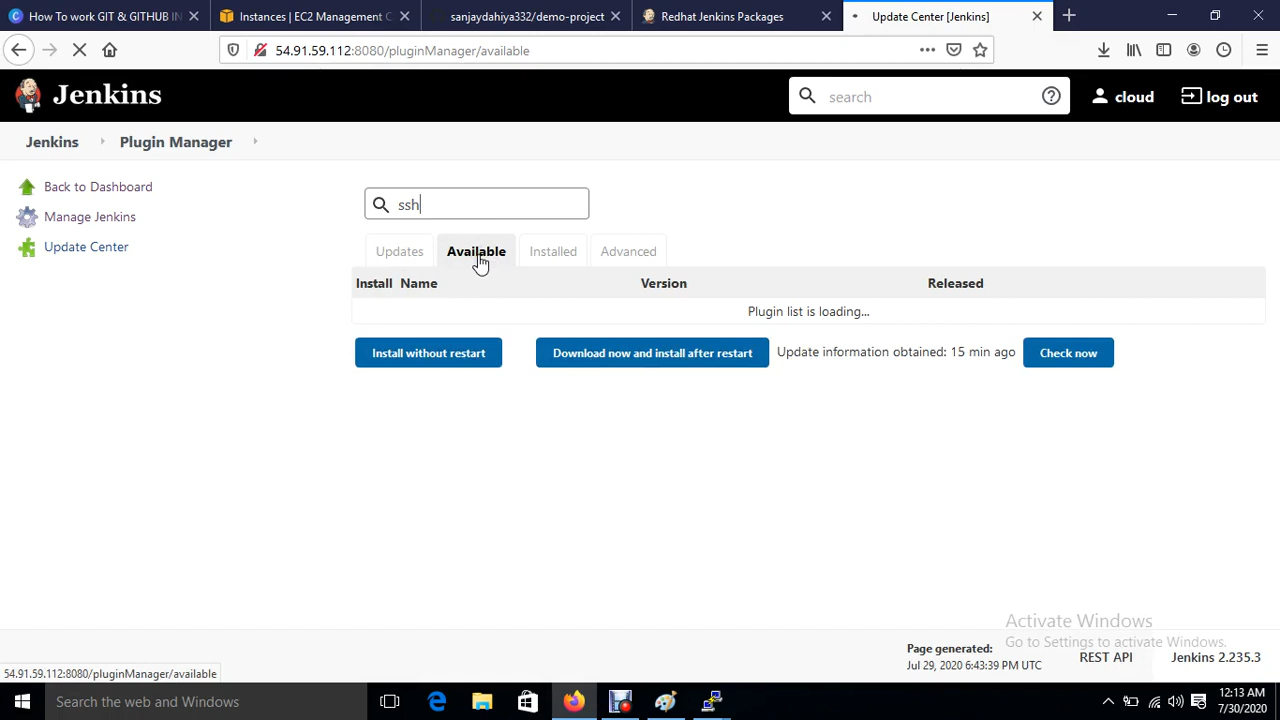 How To work GIT & GITHUB IN
Instances | EC2 Management C
sanjaydahiya332/demo-project
Redhat Jenkins Packages
Update Center [Jenkins]
54.91.59.112:8080/pluginManager/available
Jenkins
search
cloud
log out
Jenkins
Plugin Manager
Back to Dashboard
Manage Jenkins
Update Center
ssh
Updates
Available
Installed
Advanced
Install Name Version Released
Plugin list is loading...
Install without restart
Download now and install after restart
Update information obtained: 15 min ago
Check now
Activate Windows
Go to Settings to activate Windows.
Page generated:
Jul 29, 2020 6:43:39 PM UTC
REST API
Jenkins 2.235.3
54.91.59.112:8080/pluginManager/available
Search the web and Windows
12:13 AM
7/30/2020